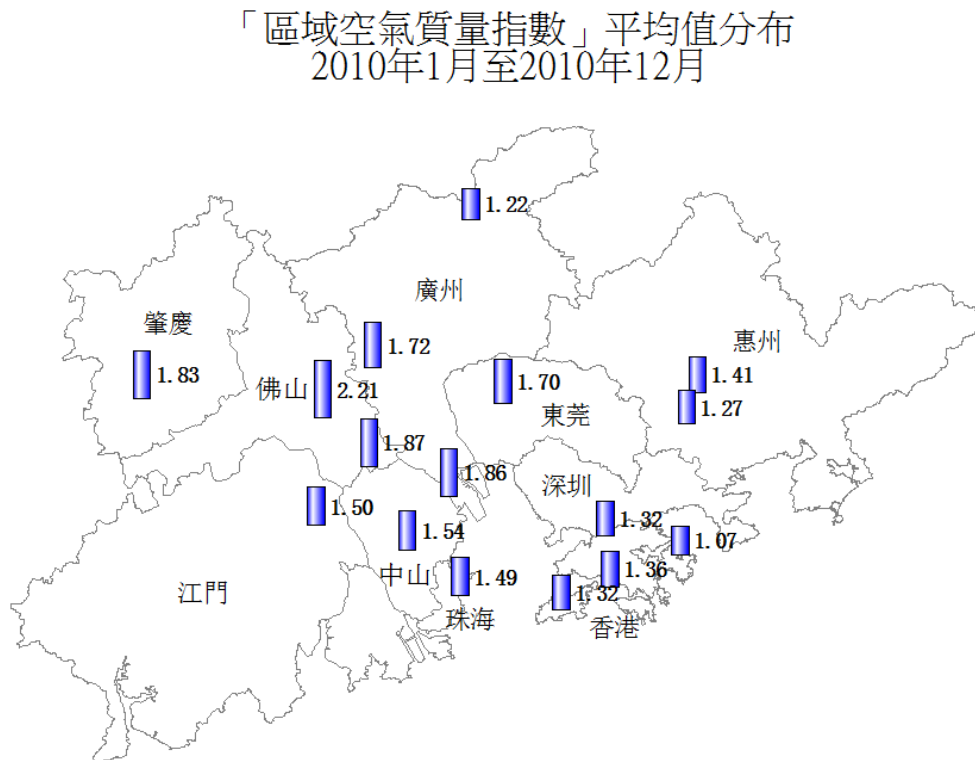 「區域空氣質量指數」平均值分布
2010年1月至2010年12月
1.22
廣州
肇慶
惠州
1.72
1.83
1.70
1.41
佛山
2.21
1.27
東莞
1.87
1.86
深圳
1.50
1.32
1.54
1.07
中山
1.49
1.36
江門
1.32
珠海
香港